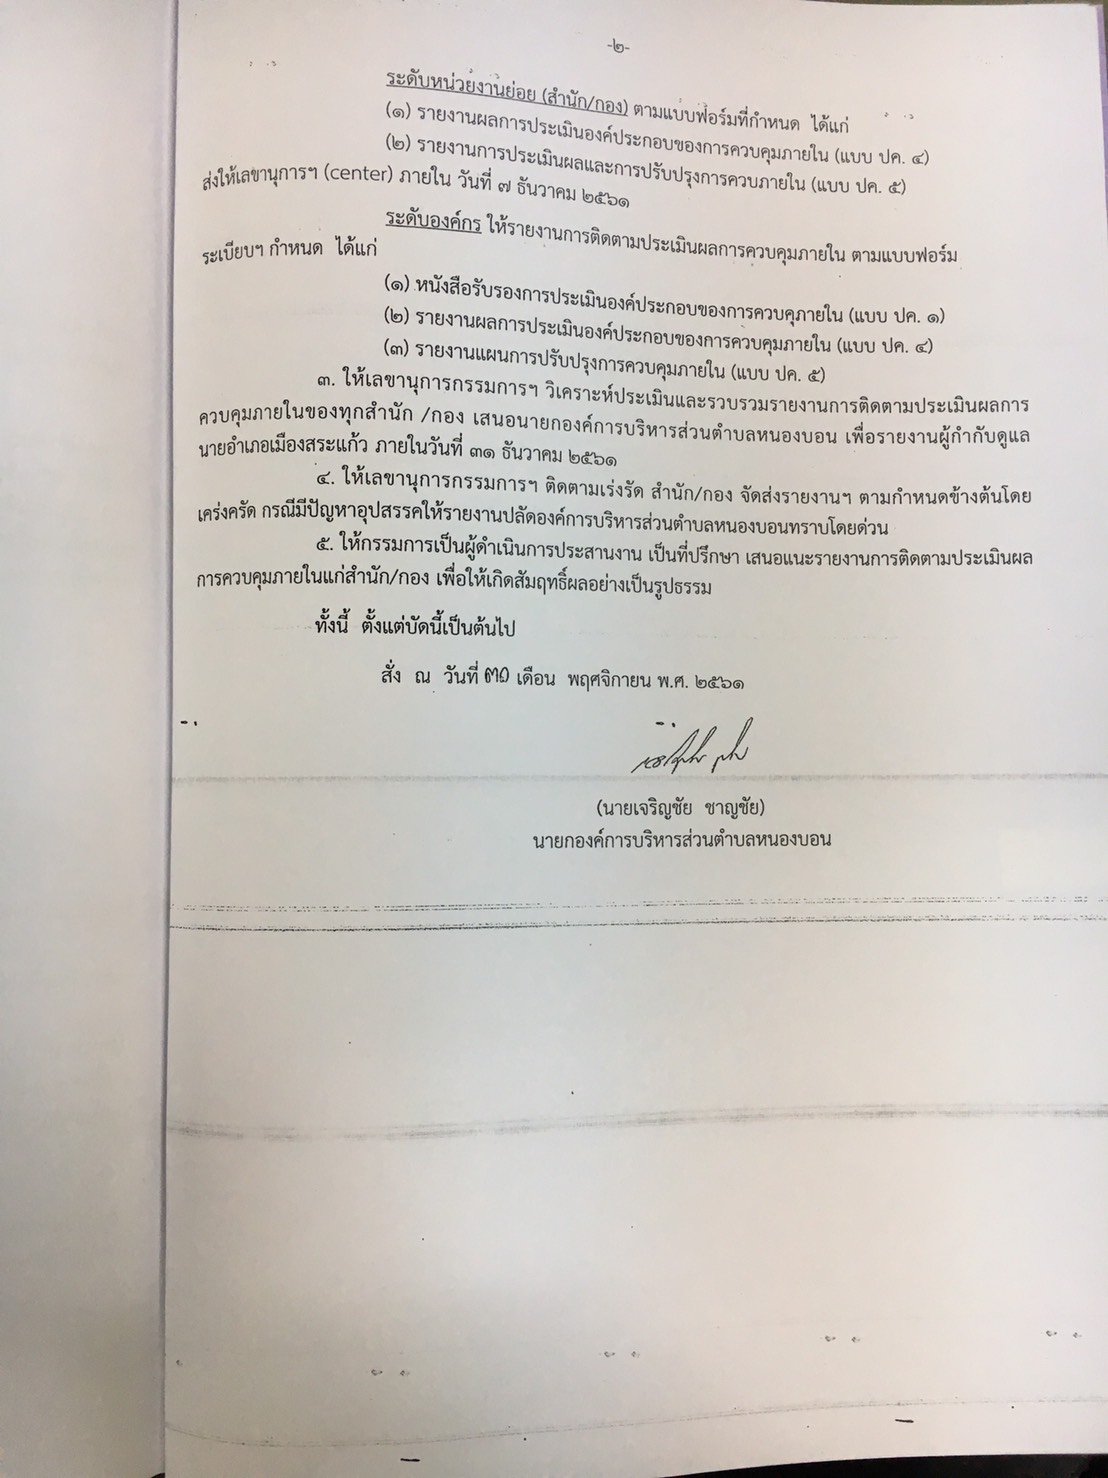 -๒-
ระดับหน่วยงานย่อย (สำนัก/กอง) ตามแบบฟอร์มที่กำหนด ได้แก่
(๑) รายงานผลการประเมินองค์ประกอบของการควบคุมภายใน (แบบ ปค. ๔)
(๒) รายงานการประเมินผลและการปรับปรุงการควบภายใน (แบบ ปค. ๕)
ส่งให้เลขานุการฯ (center) ภายใน วันที่ ๗ ธันวาคม ๒๕๖๑
ระดับองค์กร ให้รายงานการติดตามประเมินผลการควบคุมภายใน ตามแบบฟอร์ม
ระเบียบฯ กำหนด ได้แก่
(๑) หนังสือรับรองการประเมินองค์ประกอบของการควบคุภายใน (แบบ ปค. ๑)
(๒) รายงานผลการประเมินองค์ประกอบของการควบคุมภายใน (แบบ ปค. ๔)
(๓) รายงานแผนการปรับปรุงการควบคุมภายใน (แบบ ปค. ๕)
๓. ให้เลขานุการกรรมการฯ วิเคราะห์ประเมินและรวบรวมรายงานการติดตามประเมินผลการ
ควบคุมภายในของทุกสำนัก /กอง เสนอนายกองค์การบริหารส่วนตำบลหนองบอน เพื่อรายงานผู้กำกับดูแล
นายอำเภอเมืองสระแก้ว ภายในวันที่ ๓๑ ธันวาคม ๒๕๖๑
๔. ให้เลขานุการกรรมการฯ ติดตามเร่งรัด สำนัก/กอง จัดส่งรายงานฯ ตามกำหนดข้างต้นโดย
เคร่งครัด กรณีมีปัญหาอุปสรรคให้รายงานปลัดองค์การบริหารส่วนตำบลหนองบอนทราบโดยด่วน
๕. ให้กรรมการเป็นผู้ดำเนินการประสานงาน เป็นที่ปรึกษา เสนอแนะรายงานการติดตามประเมินผล
การควบคุมภายในแก่สำนัก/กอง เพื่อให้เกิดสัมฤทธิ์ผลอย่างเป็นรูปธรรม
ทั้งนี้ ตั้งแต่บัดนี้เป็นต้นไป
สั่ง ณ วันที่ ๓๐ เดือน พฤศจิกายน พ.ศ. ๒๕๖๑
(นายเจริญชัย ชาญชัย)
นายกองค์การบริหารส่วนตำบลหนองบอน